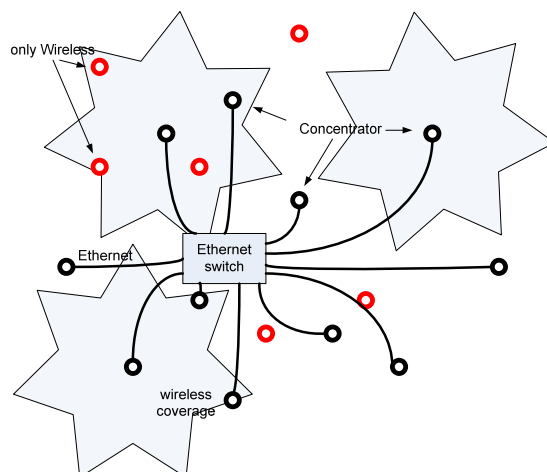 only Wireless
Concentrator
Ethernet
Ethernet
switch
wireless
coverage